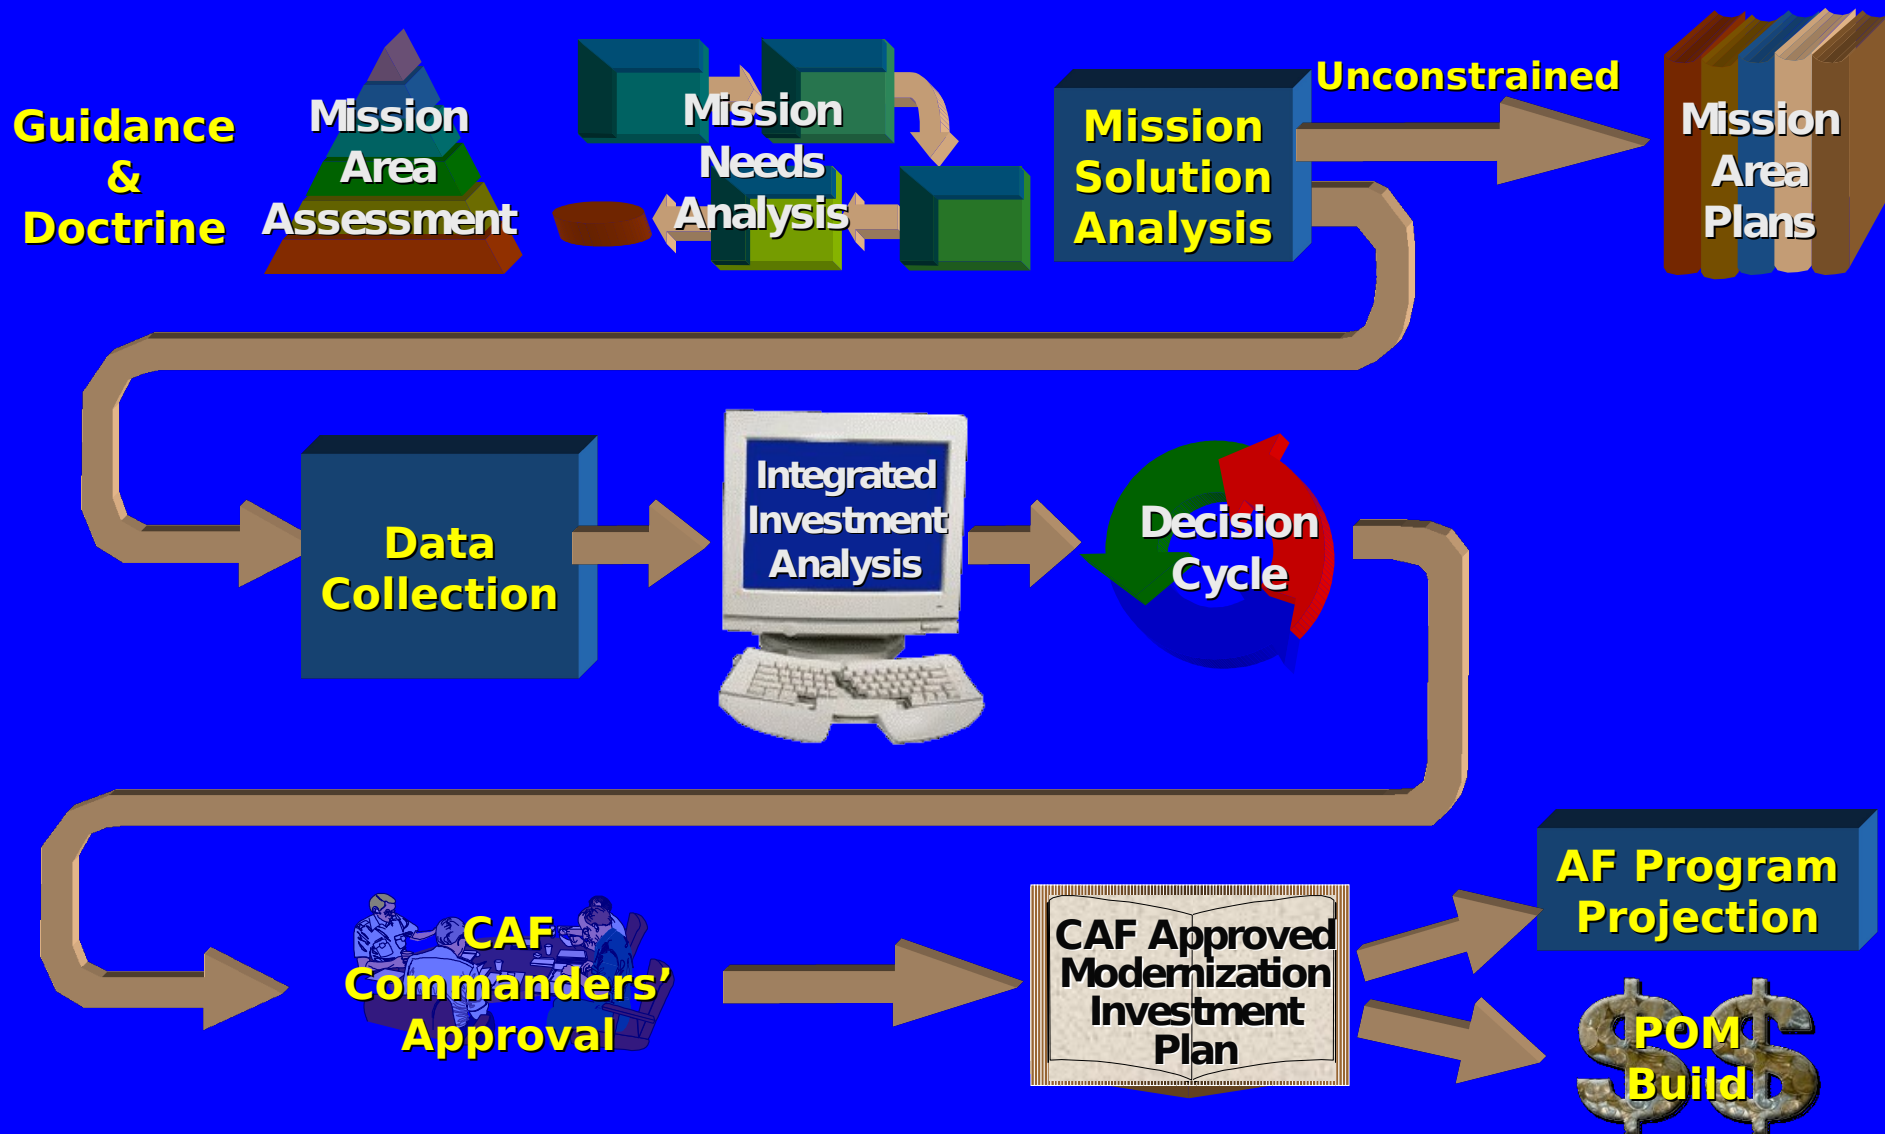 Guidance
&
Doctrine
Mission
Area
Assessment
Mission
Needs
Analysis
Mission
Solution
Analysis
Unconstrained
Mission
Area
Plans
Data
Collection
Integrated
Investment
Analysis
Decision
Cycle
CAF
Commanders’
Approval
CAF Approved
Modernization
Investment
Plan
AF Program
Projection
$$
POM
Build